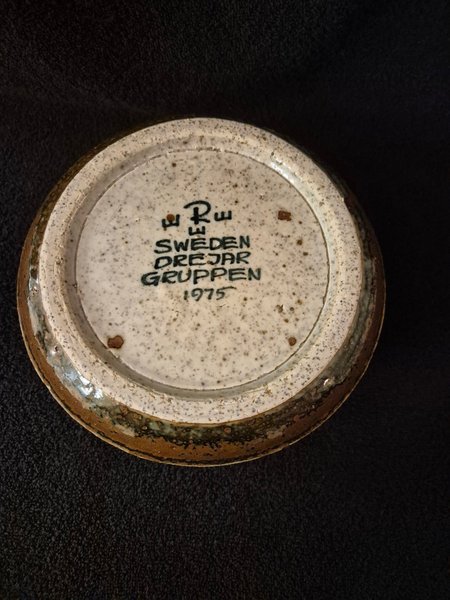 R
SWEDEN
DREJAR
GRUPPEN
1975